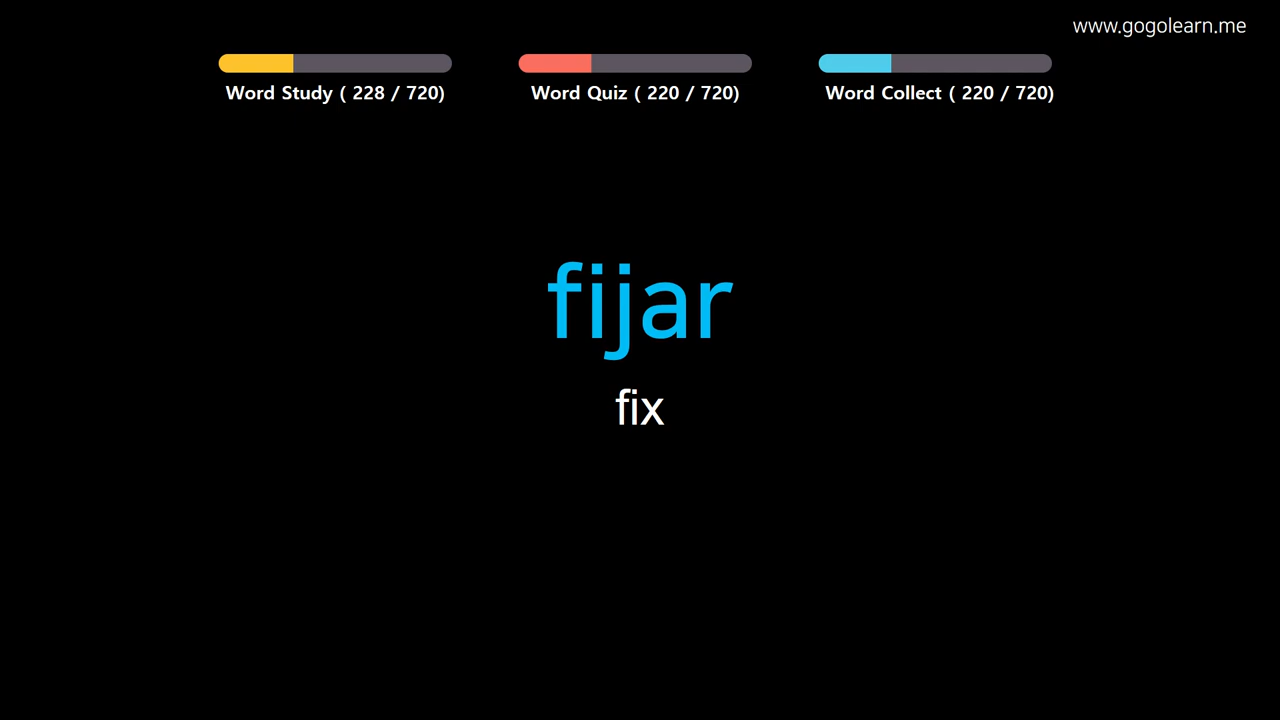 www.gogolearn.me
Word Study ( 228 / 720)
Word Quiz ( 220 / 720)
Word Collect ( 220 / 720)
fijar
fix